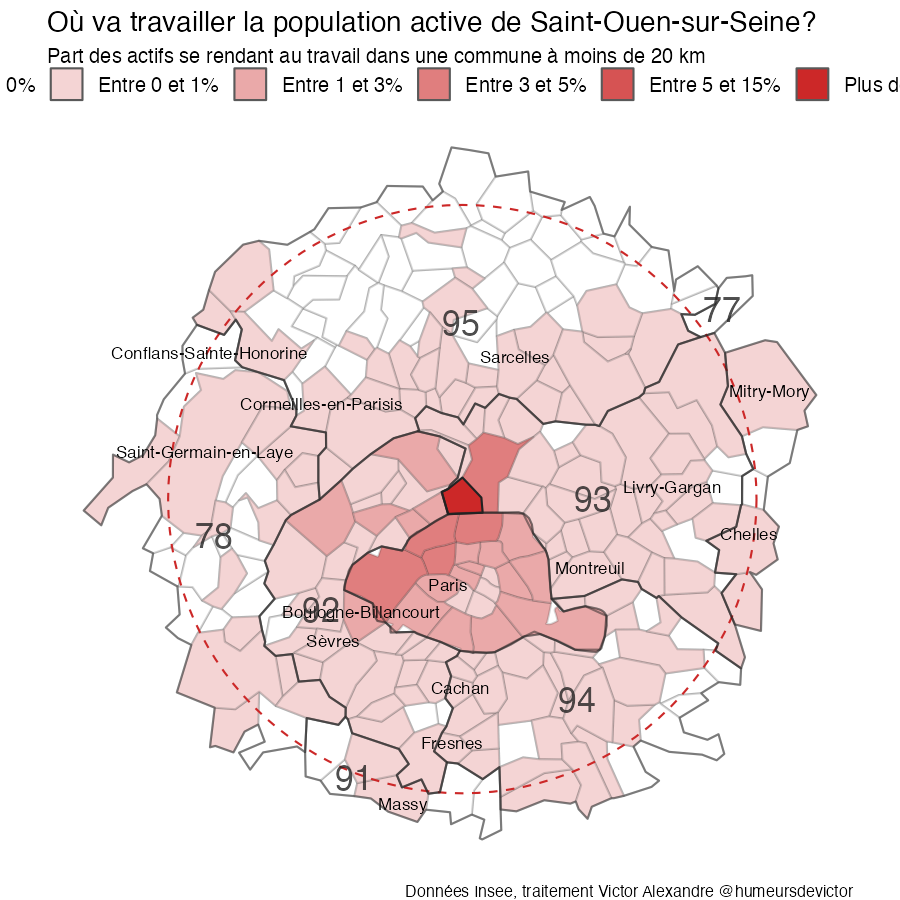 Où va travailler la population active de Saint-Ouen-sur-Seine?
Part des actifs se rendant au travail dans une commune à moins de 20 km
0% Entre 0 et 1% Entre 1 et 3% Entre 3 et 5% Entre 5 et 15% Plus d
77
95
Conflans-Sainte-Honorine
Sarcelles
Mitry-Mory
Cormeilles-en-Parisis
Saint-Germain-en-Laye
Livry-Gargan
93
78
Chelles
Montreuil
Paris
92
Boulogne-Billancourt
Sèvres
Cachan
94
Fresnes
91
Massy
Données Insee, traitement Victor Alexandre @humeursdevictor